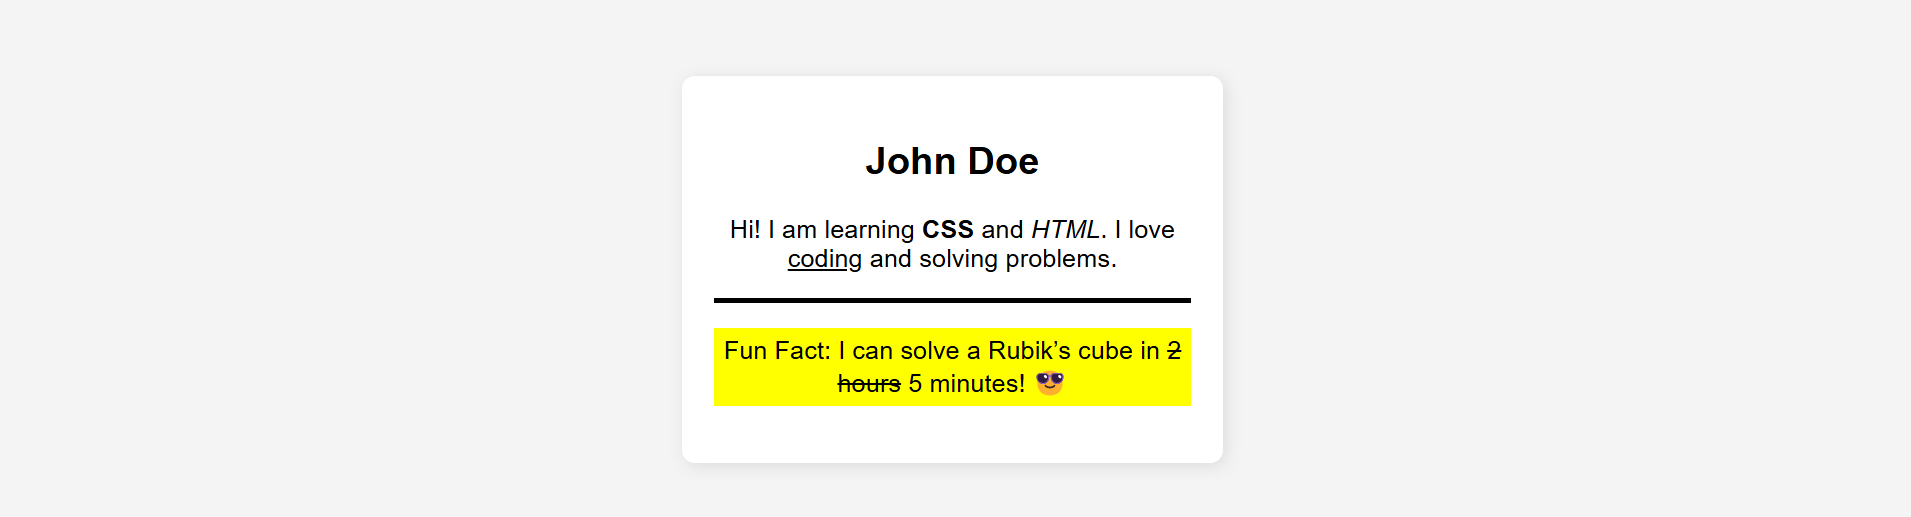 John Doe
Hi! I am learning CSS and HTML. I love
coding and solving problems.
Fun Fact: I can solve a Rubik’s cube in 2
hours 5 minutes! 😎